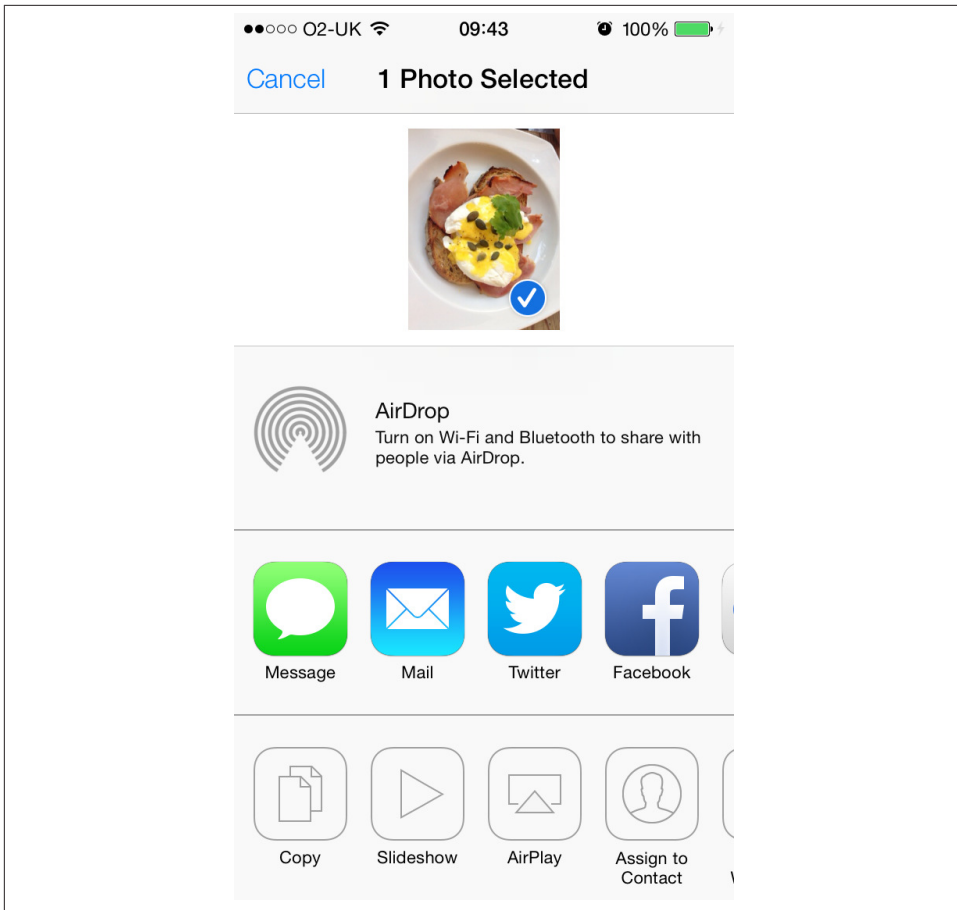 O2-UK 09:43 100%
Cancel 1 Photo Selected
AirDrop
Turn on Wi-Fi and Bluetooth to share with
people via AirDrop.
Message Mail Twitter Facebook
Copy Slideshow AirPlay Assign to
Contact